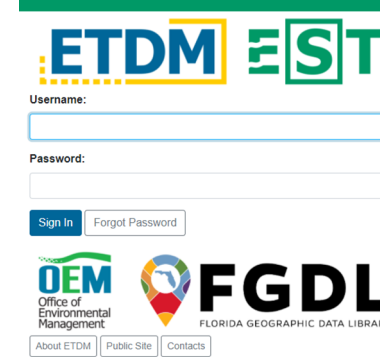 ETDM EST
Username:
Password:
Sign In Forgot Password
OEM
Office of
Environmental
Management
FGDL
FLORIDA GEOGRAPHIC DATA LIBRA
About ETDM Public Site Contacts